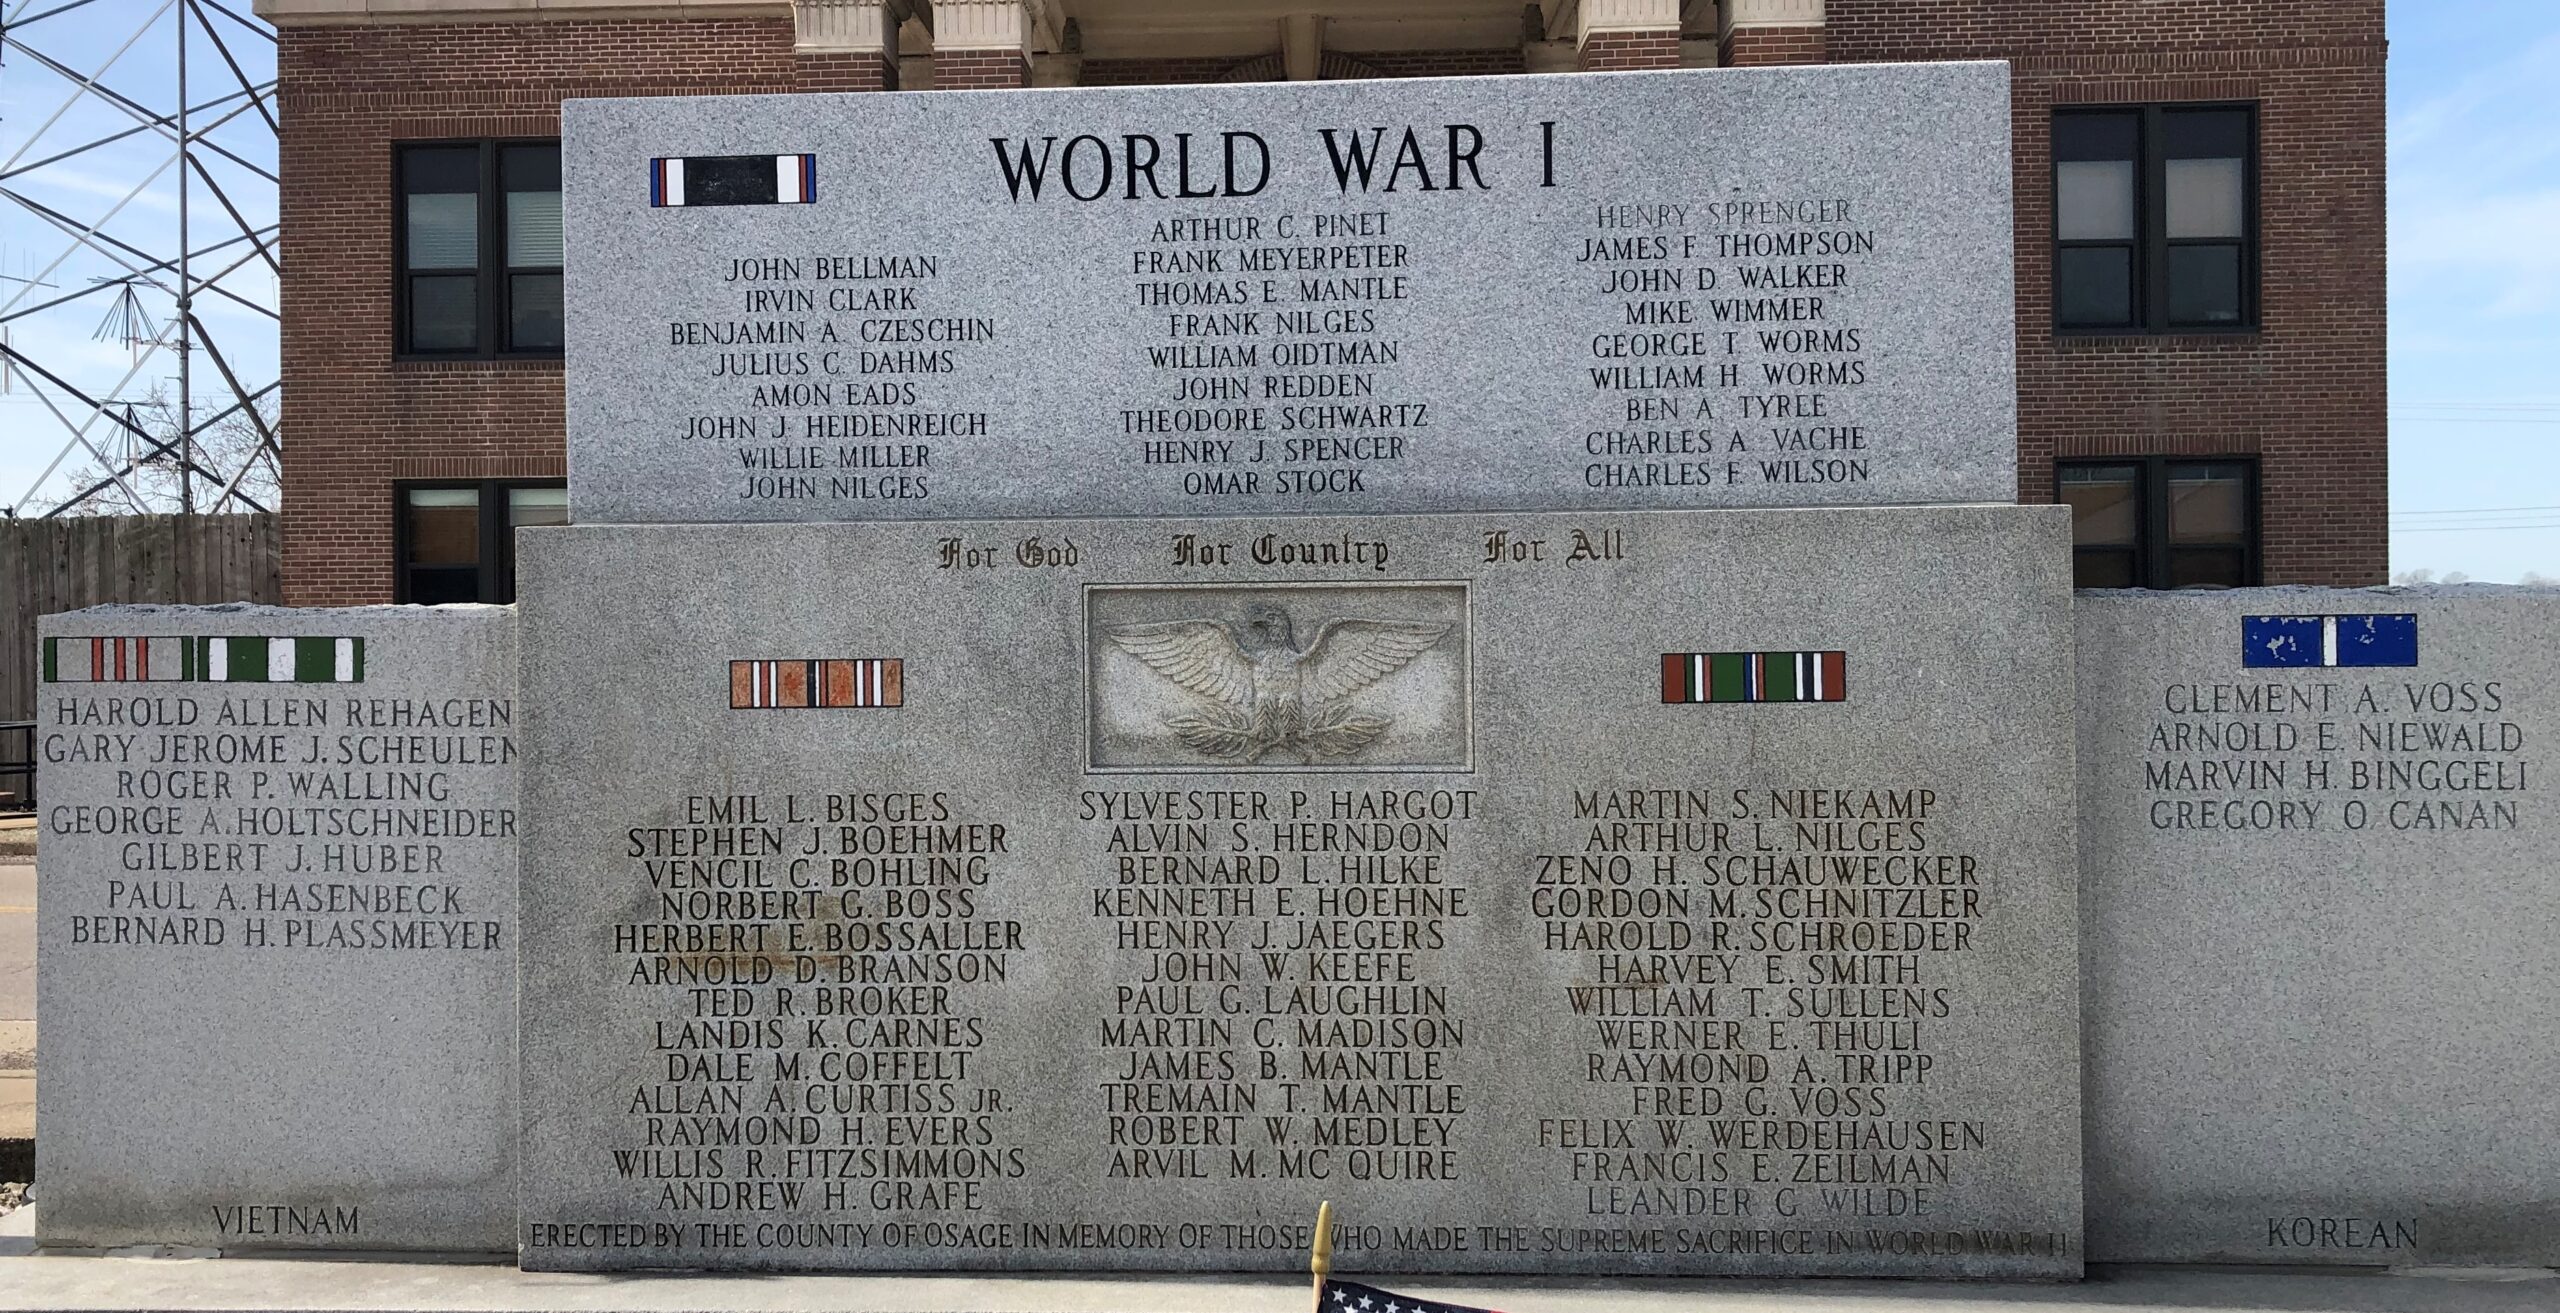 WORLD WAR I
JOHN BELLMAN
IRVIN CLARK
BENJAMIN A. CZESCHIN
JULIUS C. DAHMS
AMON EADS
JOHN J. HEIDENREICH
WILLIE MILLER
JOHN NILGES
ARTHUR C. PINET
FRANK MEYERPETER
THOMAS E. MANTLE
FRANK NILGES
WILLIAM OIDTMAN
JOHN REDDEN
THEODORE SCHWARTZ
HENRY J. SPENCER
OMAR STOCK
HENRY SPRENGER
JAMES F. THOMPSON
JOHN D. WALKER
MIKE WIMMER
GEORGE T. WORMS
WILLIAM H. WORMS
BEN A. TYREE
CHARLES A. VACHE
CHARLES F. WILSON
For God For Country For All
HAROLD ALLEN REHAGEN
GARY JEROME J. SCHEULEN
ROGER P. WALLING
GEORGE A. HOLTSCHNEIDER
GILBERT J. HUBER
PAUL A. HASENBECK
BERNARD H. PLASSMEYER
VIETNAM
EMIL L. BISGES
STEPHEN J. BOEHMER
VENCIL C. BOHLING
NORBERT G. BOSS
HERBERT E. BOSSALLER
ARNOLD D. BRANSON
TED R. BROKER
LANDIS K. CARNES
DALE M. COFFELT
ALLAN A. CURTISS JR.
RAYMOND H. EVERS
WILLIS R. FITZSIMMONS
ANDREW H. GRAFE
SYLVESTER P. HARGOT
ALVIN S. HERNDON
BERNARD L. HILKE
KENNETH E. HOEHNE
HENRY J. JAEGERS
JOHN W. KEEFE
PAUL G. LAUGHLIN
MARTIN C. MADISON
JAMES B. MANTLE
TREMAIN T. MANTLE
ROBERT W. MEDLEY
ARVIL M. MC QUIRE
MARTIN S. NIEKAMP
ARTHUR L. NILGES
ZENO H. SCHAUWECKER
GORDON M. SCHNITZLER
HAROLD R. SCHROEDER
HARVEY E. SMITH
WILLIAM T. SULLENS
WERNER E. THULI
RAYMOND A. TRIPP
FRED G. VOSS
FELIX W. WERDEHAUSEN
FRANCIS E. ZEILMAN
LEANDER C WILDE
ERECTED BY THE COUNTY OF OSAGE IN MEMORY OF THOSE WHO MADE THE SUPREME SACRIFICE IN WORLD WAR II
CLEMENT A. VOSS
ARNOLD E. NIEWALD
MARVIN H. BINGGELI
GREGORY O. CANAN
KOREAN